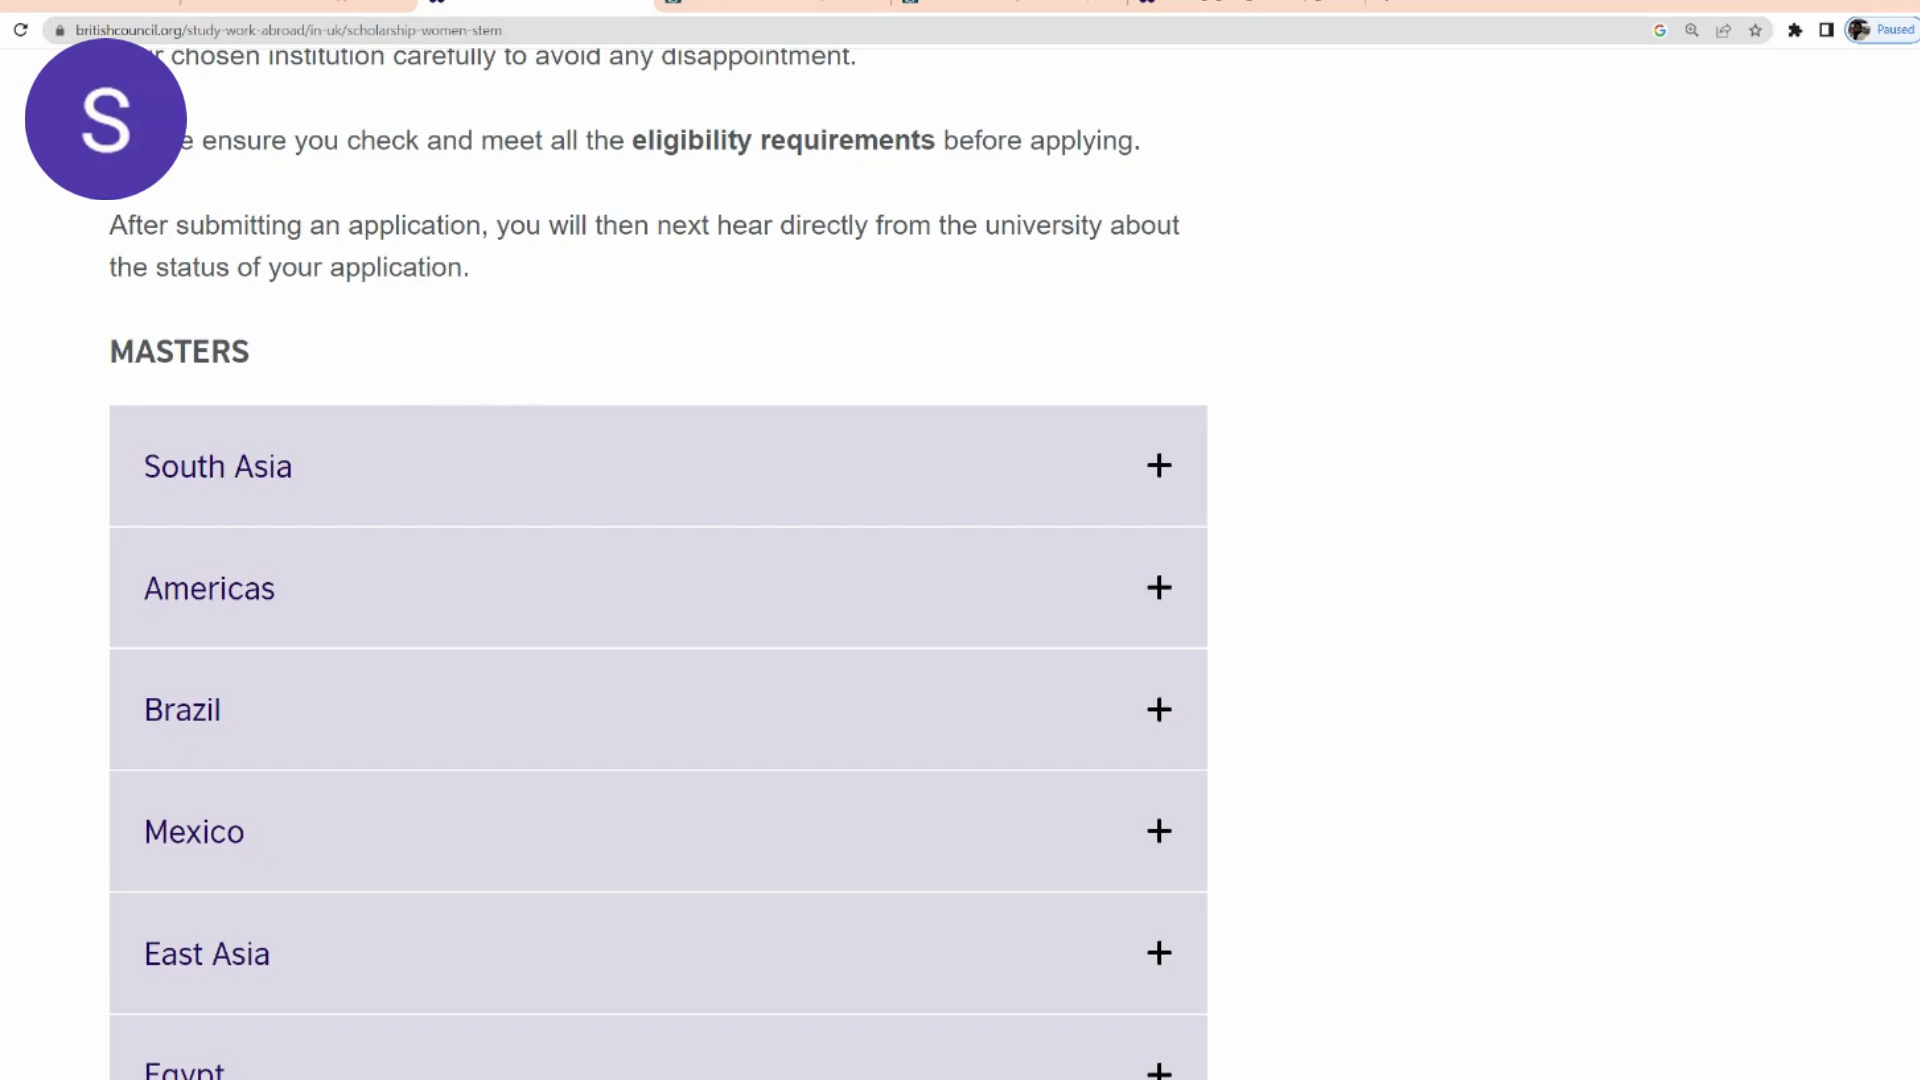 britishcouncil.org/study-work-abroad/in-uk/scholarship-women-stem
Paused
chosen institution carefully to avoid any disappointment.
S
ensure you check and meet all the eligibility requirements before applying.
After submitting an application, you will then next hear directly from the university about
the status of your application.
MASTERS
South Asia
Americas
Brazil
Mexico
East Asia
Egypt